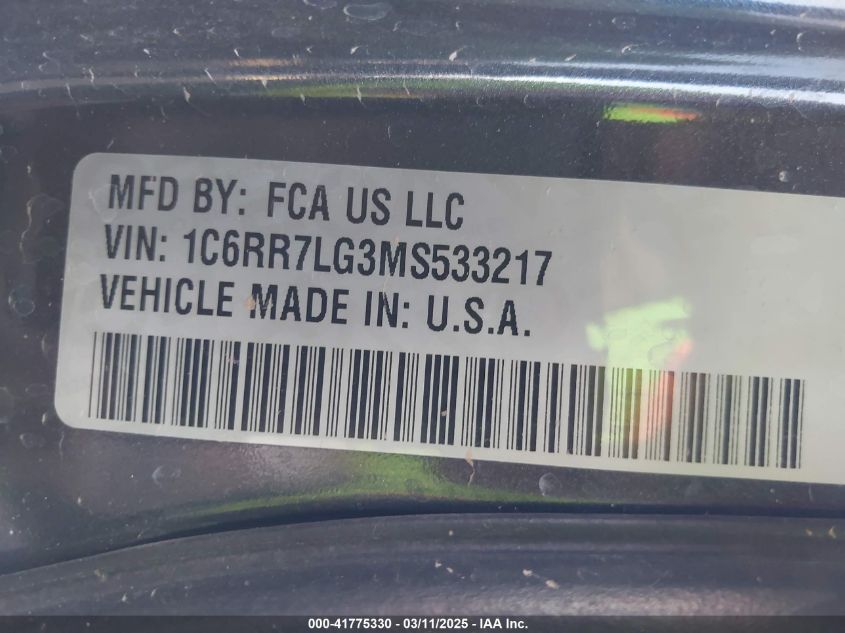 MFD BY: FCA US LLC
VIN: 1C6RR7LG3MS533217
VEHICLE MADE IN: U.S.A.
000-41775330 - 03/11/2025 - IAA Inc.